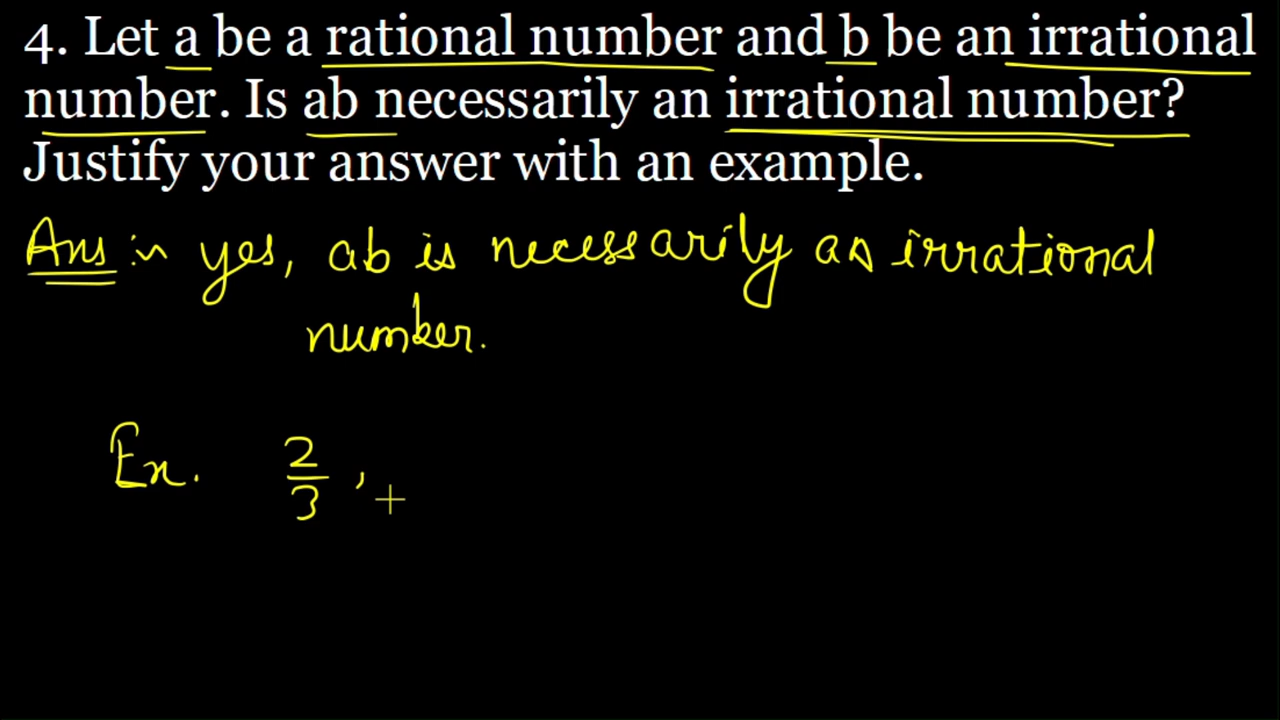 4. Let a be a rational number and b be an irrational
number. Is ab necessarily an irrational number?
Justify your answer with an example.
Ans :~ yes, ab is necessarily an irrational
number.
Ex. 2/3 ,